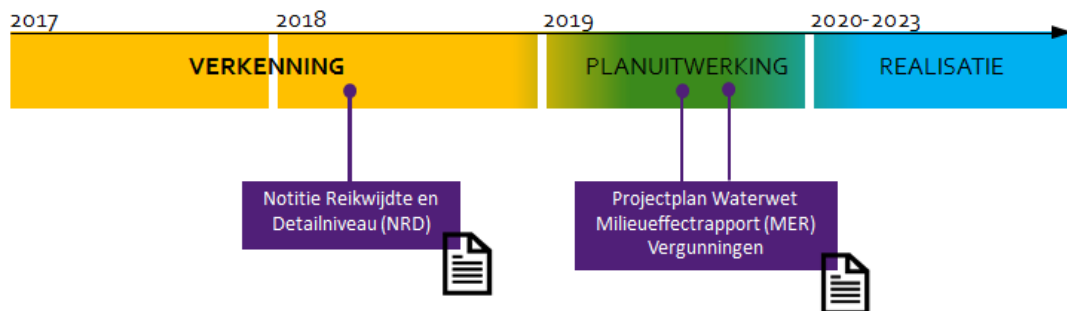 2017
2018
2019
2020-2023
VERKENNING
PLANUITWERKING
REALISATIE
Notitie Reikwijdte en
Detailniveau (NRD)
Projectplan Waterwet
Milieueffectrapport (MER)
Vergunningen